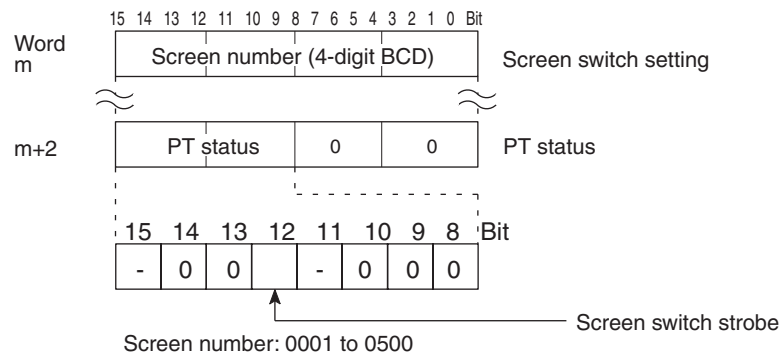 15 14 13 12 11 10 9 8 7 6 5 4 3 2 1 0 Bit
Word
m
Screen number (4-digit BCD)
Screen switch setting
m+2
PT status
0
0
PT status
15 14 13 12 11 10 9 8 Bit
- 0 0 - 0 0 0
Screen switch strobe
Screen number: 0001 to 0500